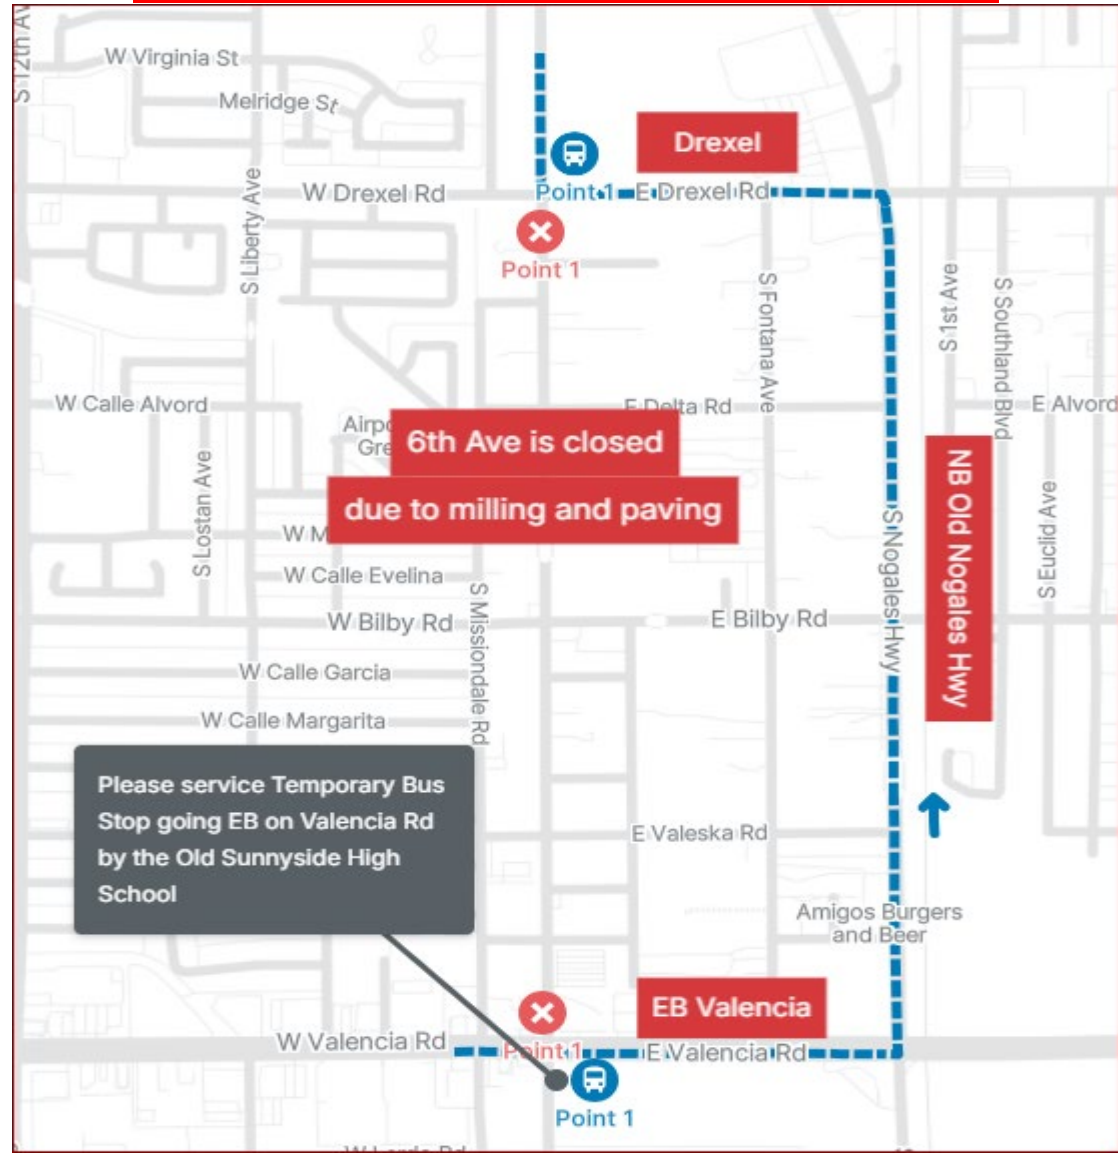 S 12th Av
W Virginia St
Melridge St
Drexel
W Drexel Rd
Point 1
E Drexel Rd
S Liberty Ave
Point 1
S Fontana Ave
S 1st Ave
S Southland Blvd
W Calle Alvord
E Delta Rd
E Alvord
6th Ave is closed
due to milling and paving
NB Old Nogales Hwy
S Lostan Ave
S Nogales Hwy
S Euclid Ave
W Calle Evelina
S Missiondale Rd
W Bilby Rd
E Bilby Rd
W Calle Garcia
W Calle Margarita
Please service Temporary Bus
Stop going EB on Valencia Rd
by the Old Sunnyside High
School
E Valeska Rd
Amigos Burgers
and Beer
EB Valencia
W Valencia Rd
Point 1
E Valencia Rd
Point 1